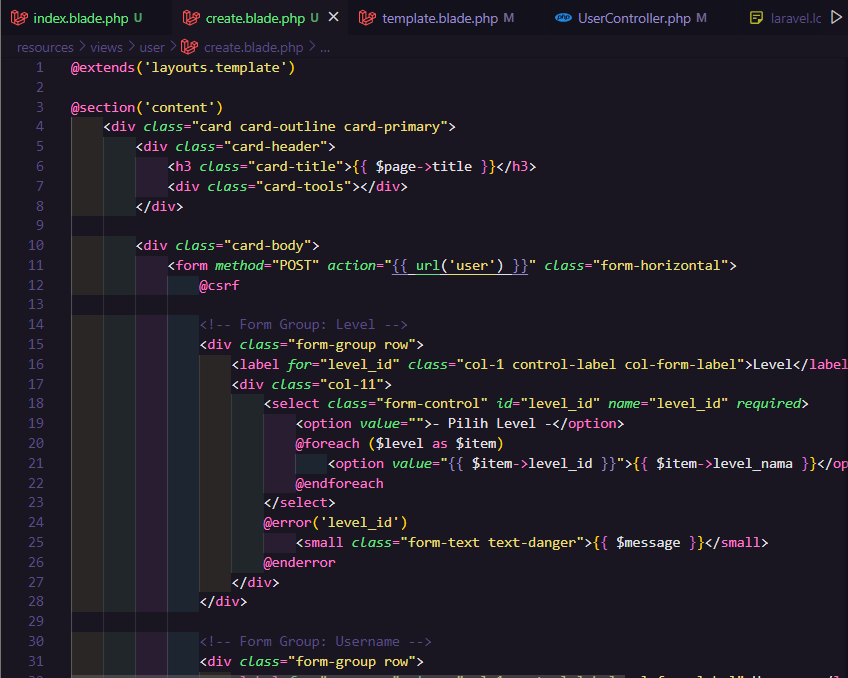 index.blade.php U create.blade.php U template.blade.php M UserController.php M laravel.lo
resources > views > user > create.blade.php > ...
1 @extends('layouts.template')
2
3 @section('content')
4 <div class="card card-outline card-primary">
5 <div class="card-header">
6 <h3 class="card-title">{{ $page->title }}</h3>
7 <div class="card-tools"></div>
8 </div>
9
10 <div class="card-body">
11 <form method="POST" action="{{ url('user') }}" class="form-horizontal">
12 @csrf
13
14 <!-- Form Group: Level -->
15 <div class="form-group row">
16 <label for="level_id" class="col-1 control-label col-form-label">Level</label
17 <div class="col-11">
18 <select class="form-control" id="level_id" name="level_id" required>
19 <option value="">- Pilih Level -</option>
20 @foreach ($level as $item)
21 <option value="{{ $item->level_id }}">{{ $item->level_nama }}</op
22 @endforeach
23 </select>
24 @error('level_id')
25 <small class="form-text text-danger">{{ $message }}</small>
26 @enderror
27 </div>
28 </div>
29
30 <!-- Form Group: Username -->
31 <div class="form-group row">